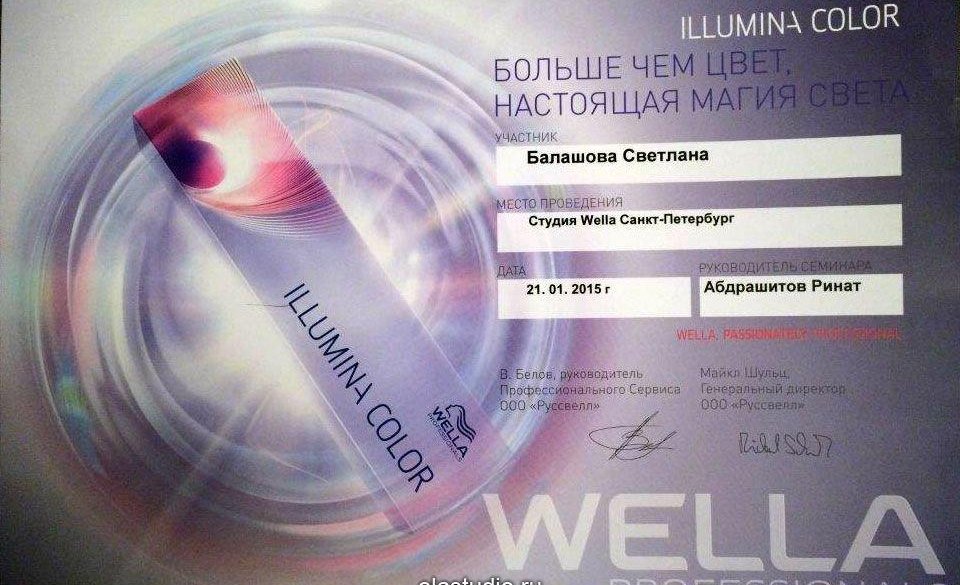 ILLUMINA COLOR
БОЛЬШЕ ЧЕМ ЦВЕТ,
НАСТОЯЩАЯ МАГИЯ СВЕТА
УЧАСТНИК
Балашова Светлана
МЕСТО ПРОВЕДЕНИЯ
Студия Wella Санкт-Петербург
ДАТА
21. 01. 2015 г
РУКОВОДИТЕЛЬ СЕМИНАРА
Абдрашитов Ринат
WELLA. PASSIONATELY PROFESSIONAL
В. Белов, руководитель
Профессионального Сервиса
ООО «Руссвелл»
Майкл Шульц,
Генеральный директор
ООО «Руссвелл»
ILLUMINA COLOR
WELLA
PROFESSIONALS
WELLA
PROFESSIONALS